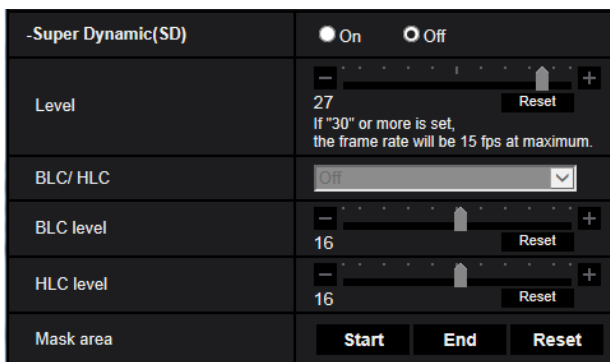 -Super Dynamic(SD) On Off
Level − +
27 Reset
If "30" or more is set,
the frame rate will be 15 fps at maximum.
BLC/ HLC Off
BLC level − +
16 Reset
HLC level − +
16 Reset
Mask area Start End Reset